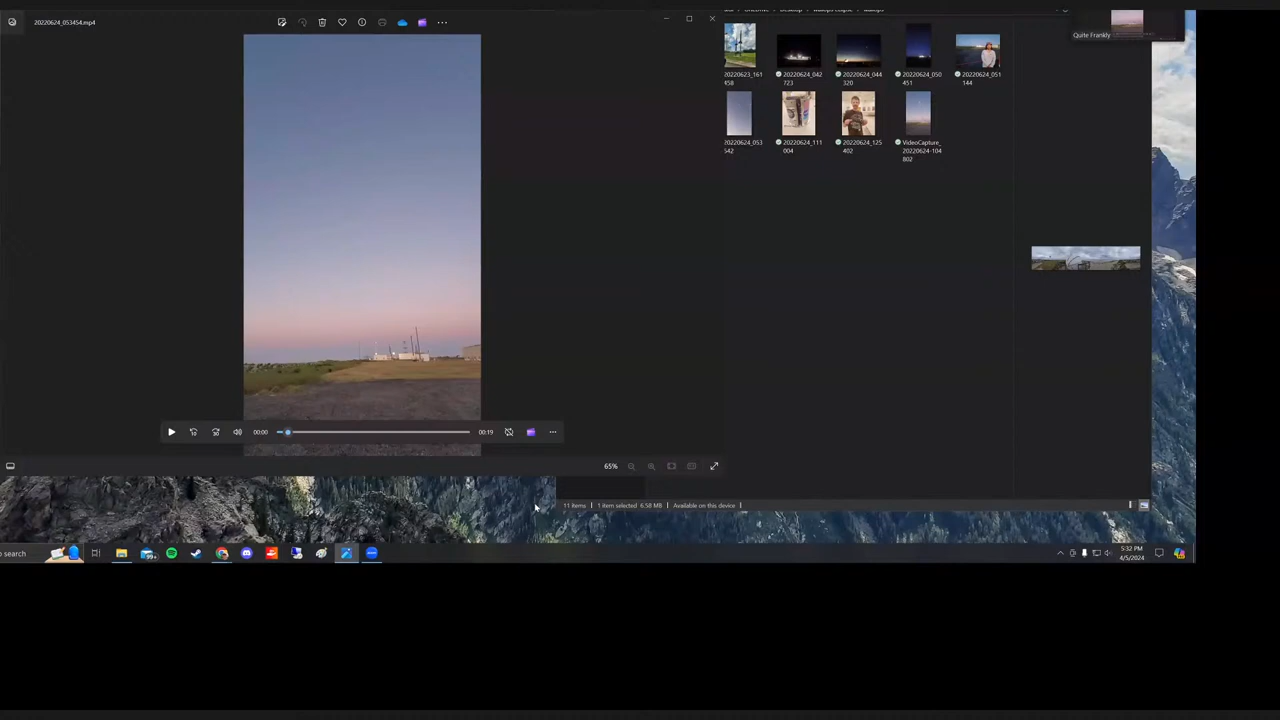 20220624_053454.mp4
Quite Frankly
20220623_161
458
20220624_042
723
20220624_044
320
20220624_050
451
20220624_051
144
20220624_053
542
20220624_111
004
20220624_125
402
VideoCapture_
20220624-104
802
00:00
00:19
65%
11 items
1 item selected 6.58 MB
Available on this device
search
99+
5:32 PM
4/5/2024